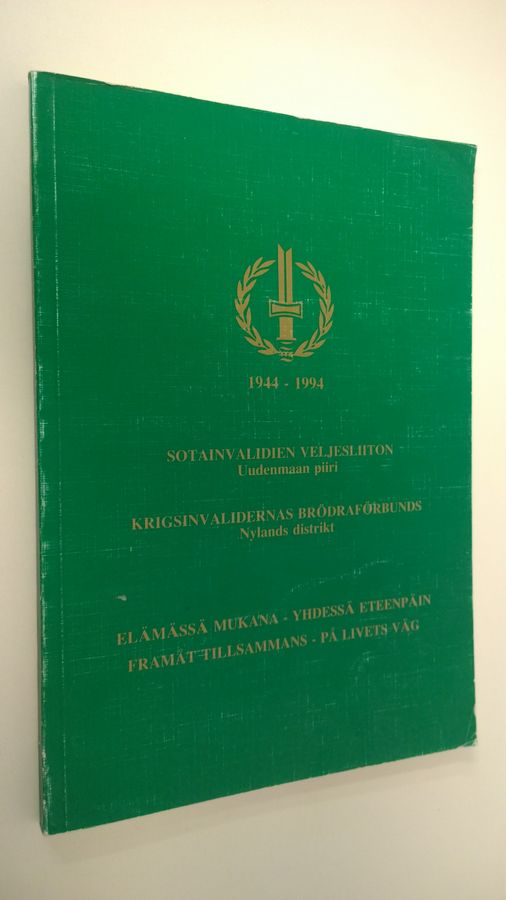 1944 - 1994
SOTAINVALIDIEN VELJESLIITON
Uudenmaan piiri
KRIGSINVALIDERNAS BRÖDRAFÖRBUNDS
Nylands distrikt
ELÄMÄSSÄ MUKANA - YHDESSÄ ETEENPÄIN
FRAMÅT TILLSAMMANS - PÅ LIVETS VÄG